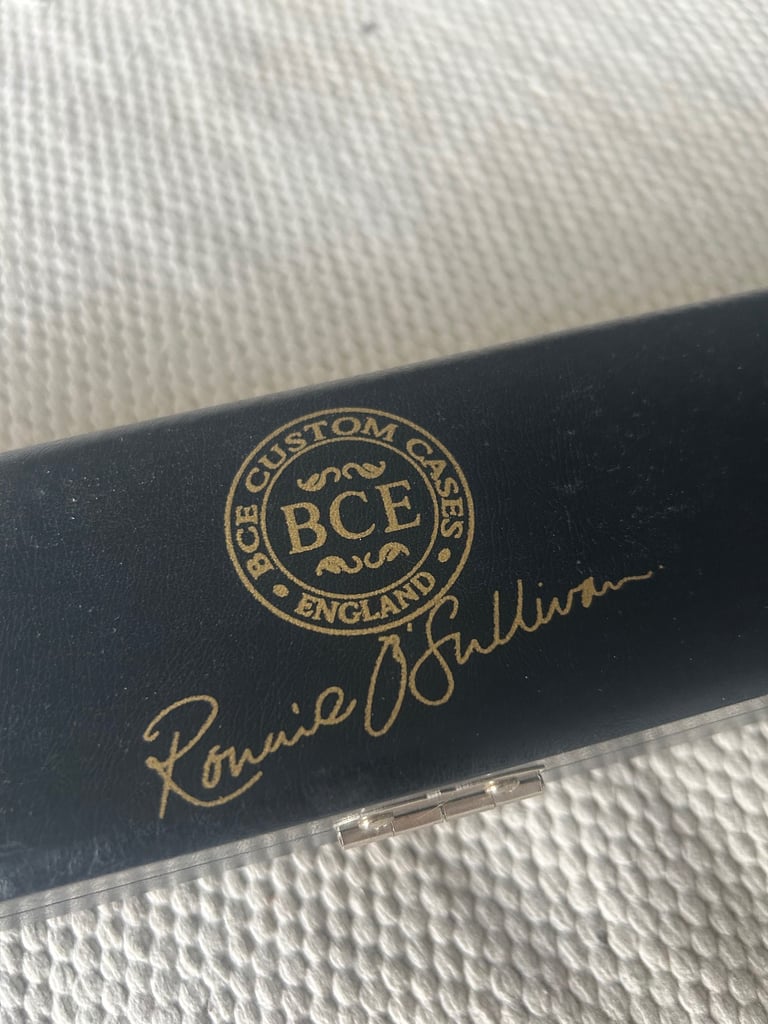 BCE CUSTOM CASES
BCE
• ENGLAND •
Ronnie O'Sullivan